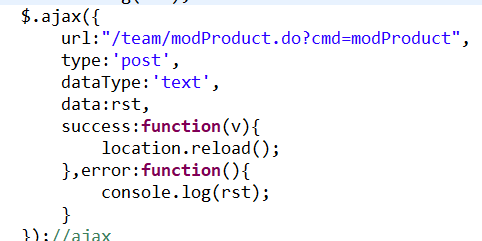 $.ajax({
url:"/team/modProduct.do?cmd=modProduct",
type:'post',
dataType:'text',
data:rst,
success:function(v){
location.reload();
},error:function(){
console.log(rst);
}
});//ajax